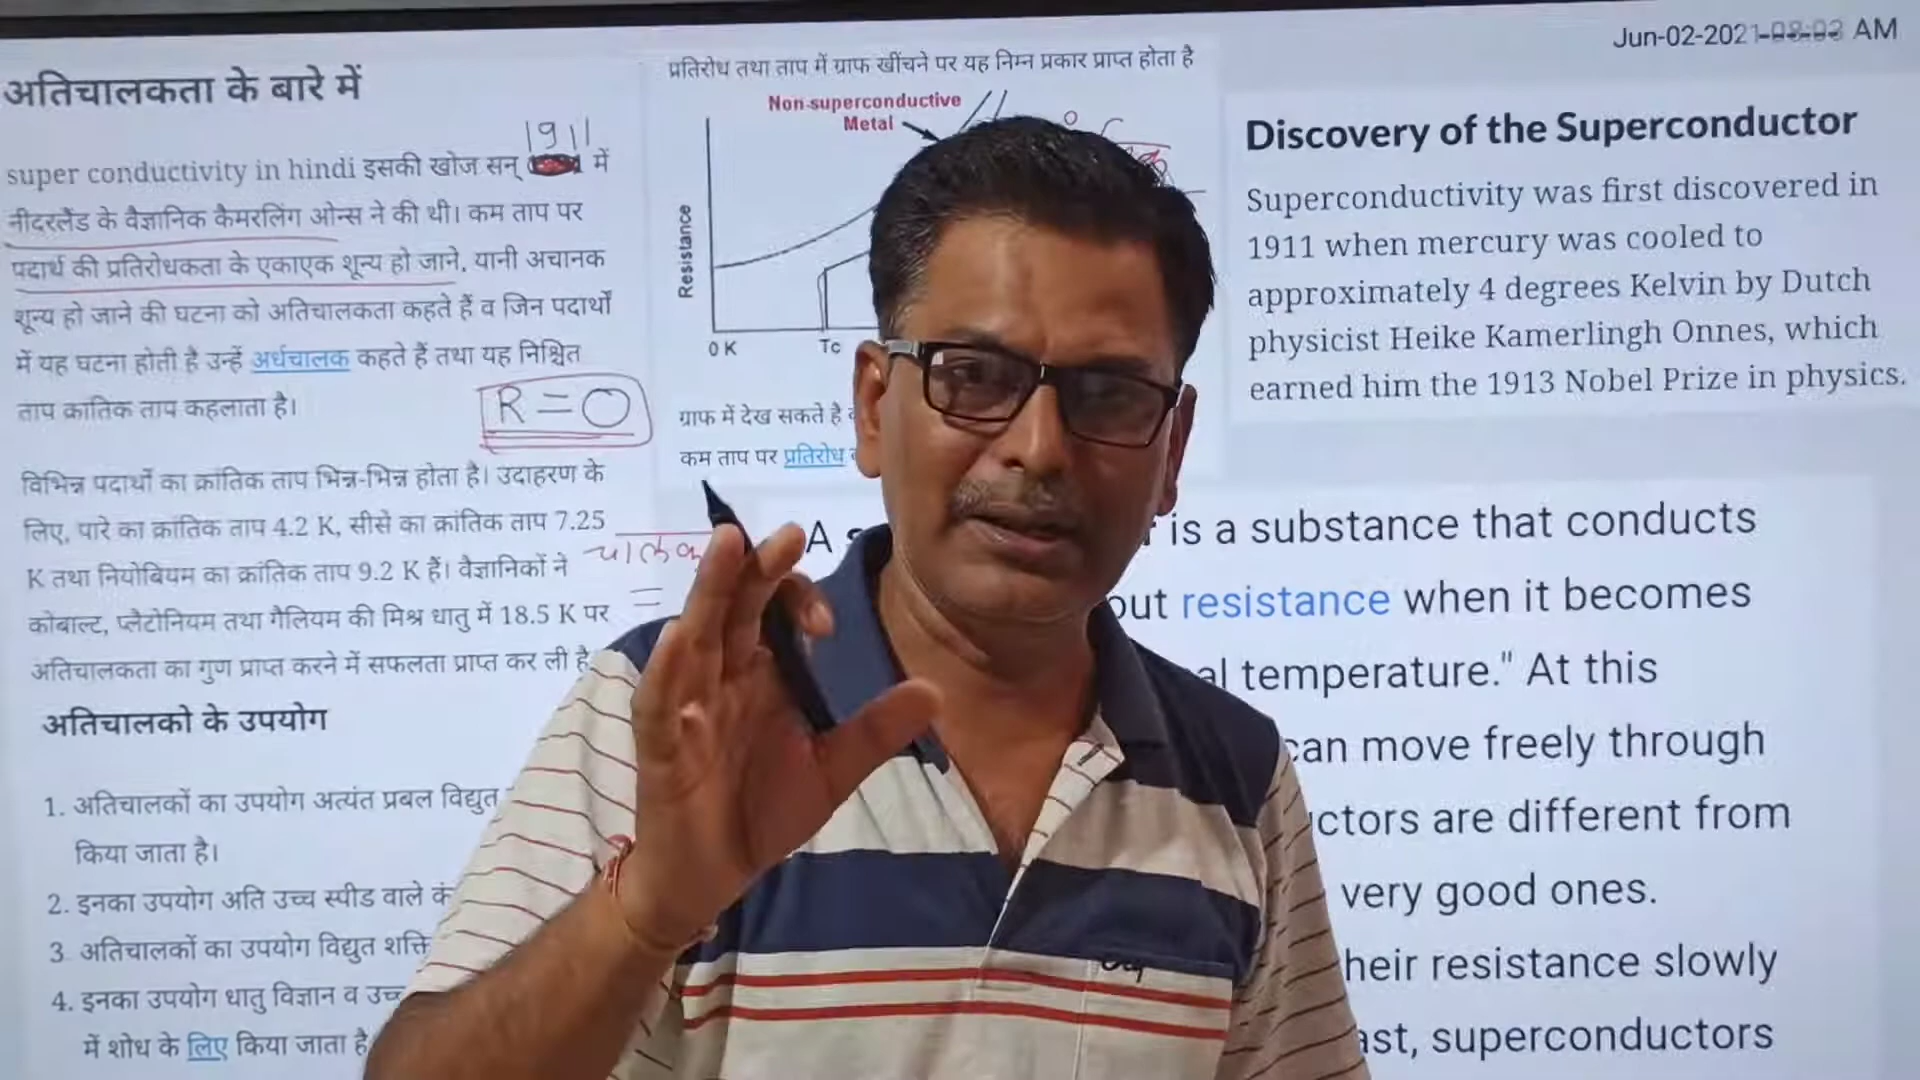 Jun-02-2021 AM
अतिचालकता के बारे में
1911
super conductivity in hindi इसकी खोज सन् में
नीदरलैंड के वैज्ञानिक कैमरलिंग ओन्स ने की थी। कम ताप पर
पदार्थ की प्रतिरोधकता के एकाएक शून्य हो जाने, यानी अचानक
शून्य हो जाने की घटना को अतिचालकता कहते हैं व जिन पदार्थों
में यह घटना होती है उन्हें अर्धचालक कहते हैं तथा यह निश्चित
ताप क्रांतिक ताप कहलाता है।
R = 0
विभिन्न पदार्थों का क्रांतिक ताप भिन्न-भिन्न होता है। उदाहरण के
लिए, पारे का क्रांतिक ताप 4.2 K, सीसे का क्रांतिक ताप 7.25
K तथा नियोबियम का क्रांतिक ताप 9.2 K हैं। वैज्ञानिकों ने
कोबाल्ट, प्लैटोनियम तथा गैलियम की मिश्र धातु में 18.5 K पर
अतिचालकता का गुण प्राप्त करने में सफलता प्राप्त कर ली है
चालक
=
अतिचालको के उपयोग
1. अतिचालकों का उपयोग अत्यंत प्रबल विद्युत
किया जाता है।
2. इनका उपयोग अति उच्च स्पीड वाले
3. अतिचालकों का उपयोग विद्युत शक्ति
4. इनका उपयोग धातु विज्ञान व उच्च
में शोध के लिए किया जाता है
प्रतिरोध तथा ताप में ग्राफ खींचने पर यह निम्न प्रकार प्राप्त होता है
Non-superconductive
Metal
Resistance
0 K Tc
ग्राफ में देख सकते है
कम ताप पर प्रतिरोध
Discovery of the Superconductor
Superconductivity was first discovered in
1911 when mercury was cooled to
approximately 4 degrees Kelvin by Dutch
physicist Heike Kamerlingh Onnes, which
earned him the 1913 Nobel Prize in physics.
A is a substance that conducts
out resistance when it becomes
al temperature." At this
can move freely through
uctors are different from
very good ones.
heir resistance slowly
ast, superconductors